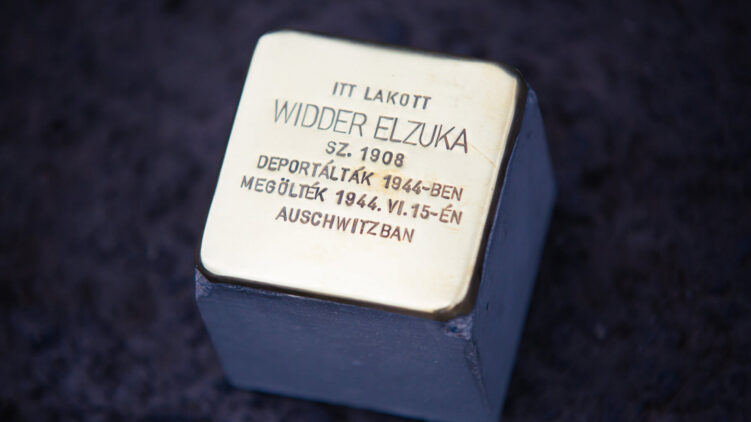 ITT LAKOTT
WIDDER ELZUKA
SZ. 1908
DEPORTÁLTÁK 1944-BEN
MEGÖLTÉK 1944. VI. 15-ÉN
AUSCHWITZBAN